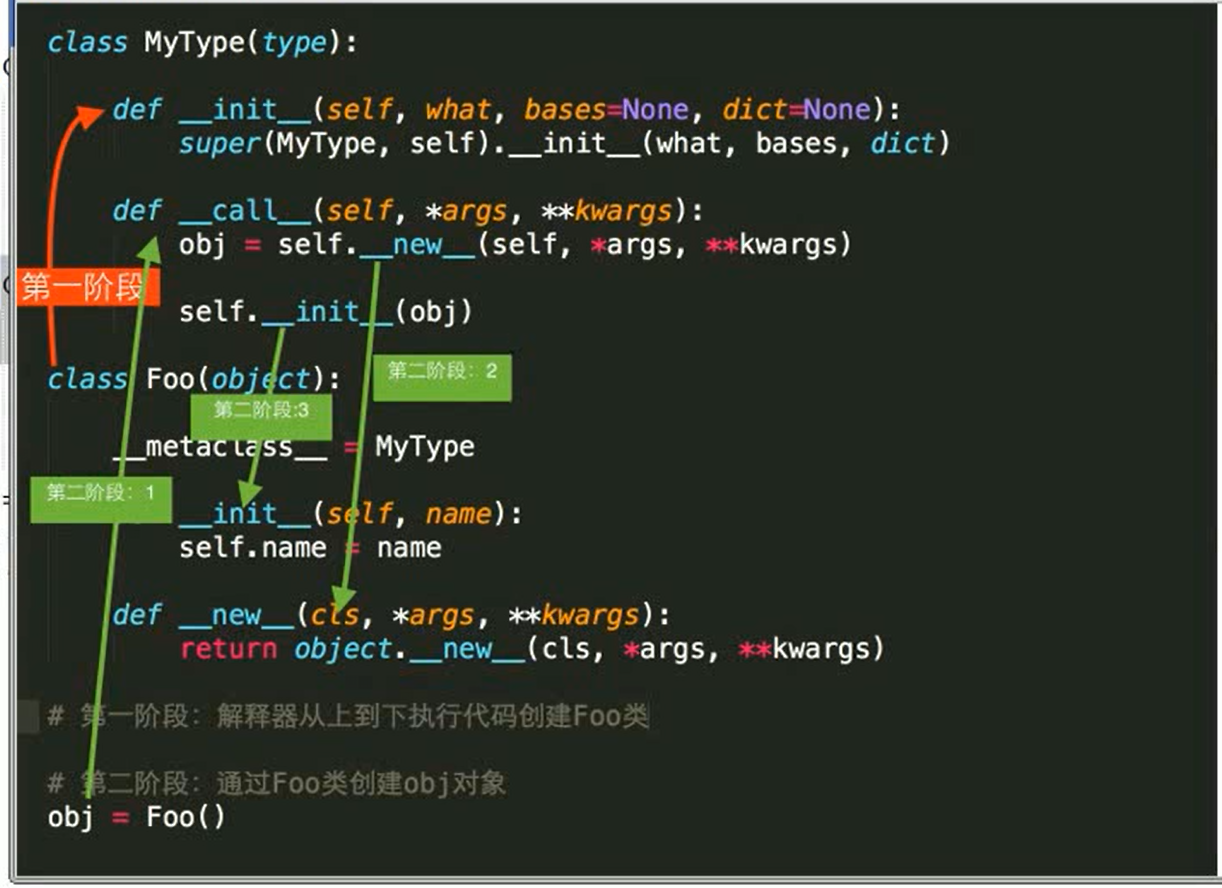 class MyType(type):
def __init__(self, what, bases=None, dict=None):
super(MyType, self).__init__(what, bases, dict)
def __call__(self, *args, **kwargs):
obj = self.__new__(self, *args, **kwargs)
第一阶段
self.__init__(obj)
第二阶段：2
class Foo(object):
第二阶段:3
__metaclass__ = MyType
第二阶段：1
__init__(self, name):
self.name = name
def __new__(cls, *args, **kwargs):
return object.__new__(cls, *args, **kwargs)
# 第一阶段：解释器从上到下执行代码创建Foo类
# 第二阶段：通过Foo类创建obj对象
obj = Foo()